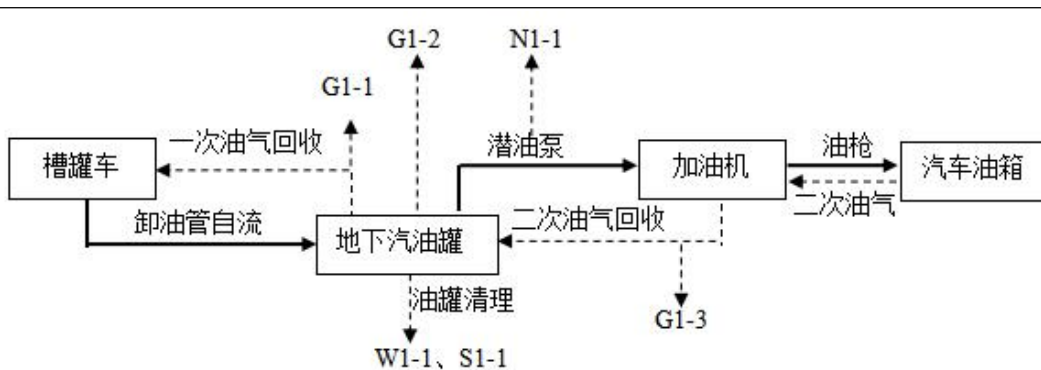 G1-2
N1-1
G1-1
一次油气回收
潜油泵
油枪
槽罐车
加油机
汽车油箱
二次油气
卸油管自流
地下汽油罐
二次油气回收
油罐清理
G1-3
W1-1、S1-1